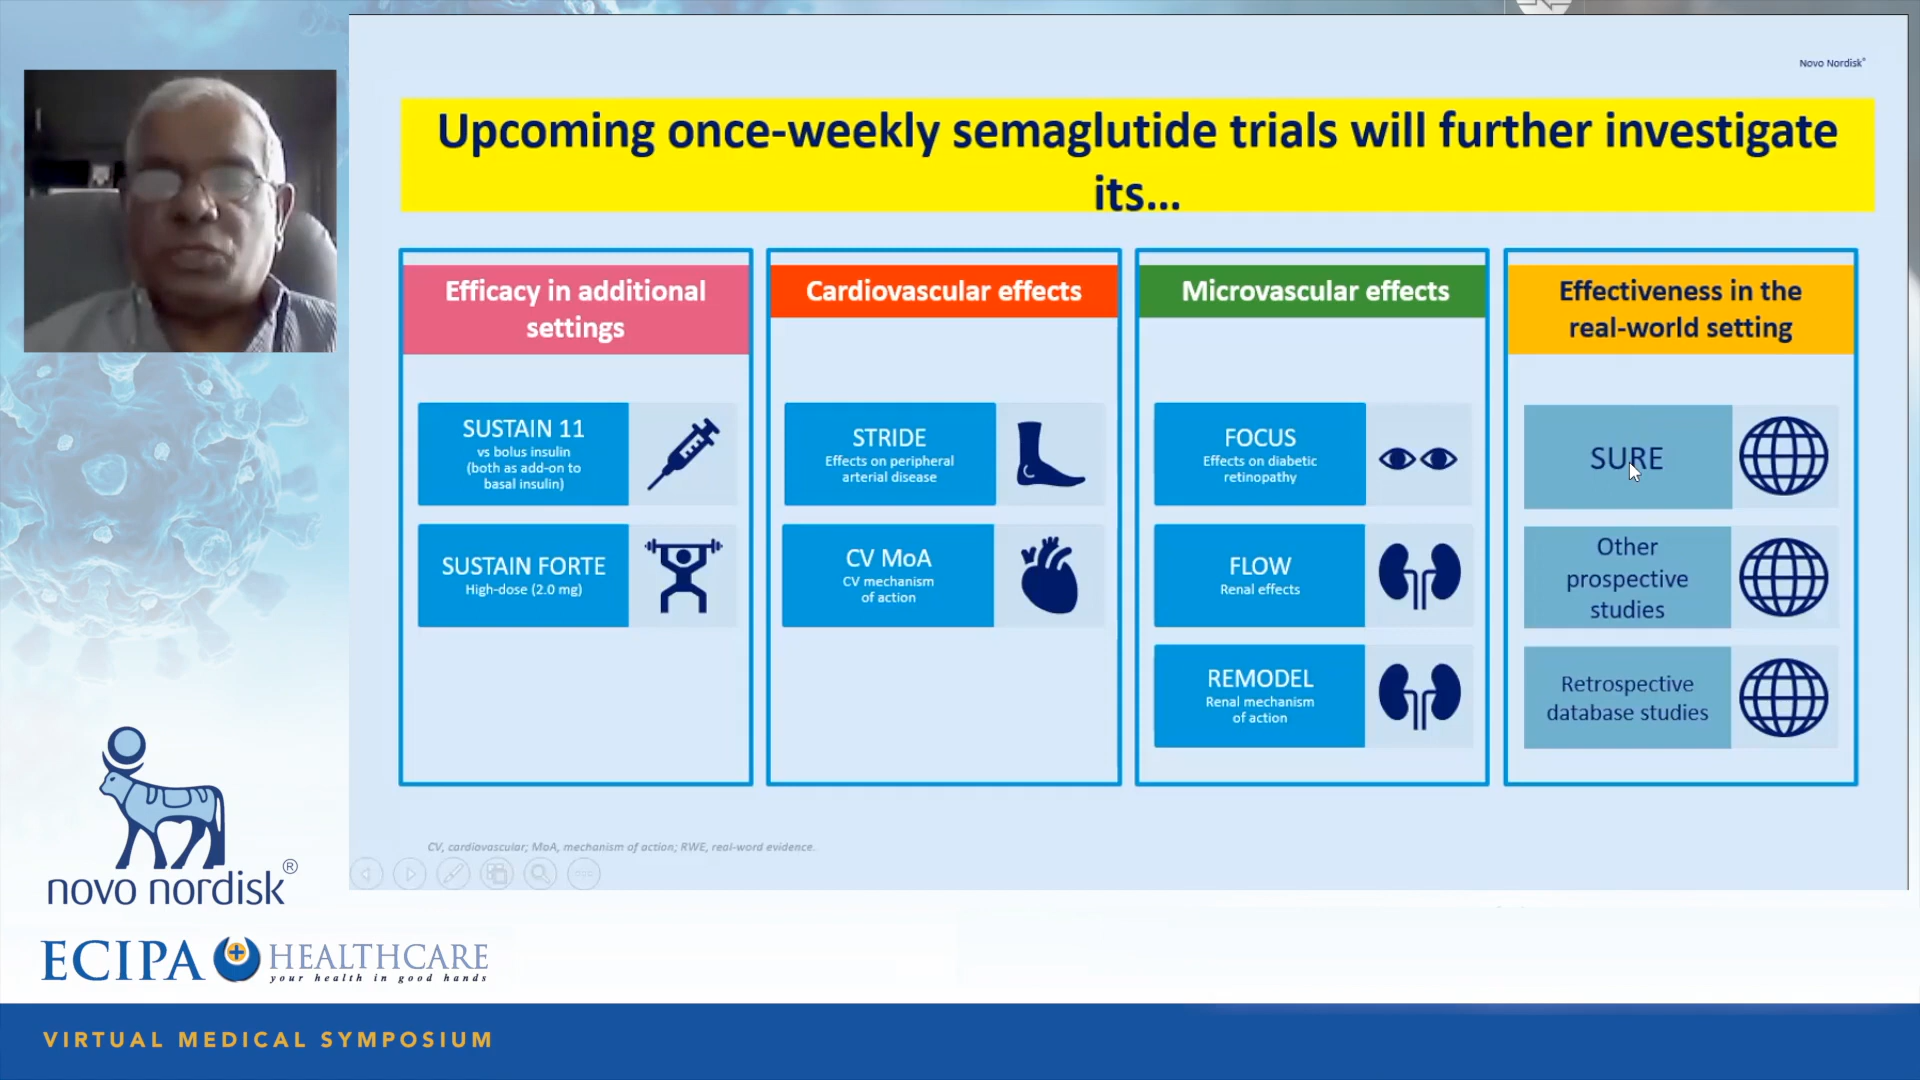 Novo Nordisk®
Upcoming once-weekly semaglutide trials will further investigate
its...
Efficacy in additional
settings
SUSTAIN 11
vs bolus insulin
(both as add-on to
basal insulin)
SUSTAIN FORTE
High-dose (2.0 mg)
Cardiovascular effects
STRIDE
Effects on peripheral
arterial disease
CV MoA
CV mechanism
of action
Microvascular effects
FOCUS
Effects on diabetic
retinopathy
FLOW
Renal effects
REMODEL
Renal mechanism
of action
Effectiveness in the
real-world setting
SURE
Other
prospective
studies
Retrospective
database studies
CV, cardiovascular; MoA, mechanism of action; RWE, real-word evidence.
novo nordisk®
ECIPA HEALTHCARE
your health in good hands
VIRTUAL MEDICAL SYMPOSIUM